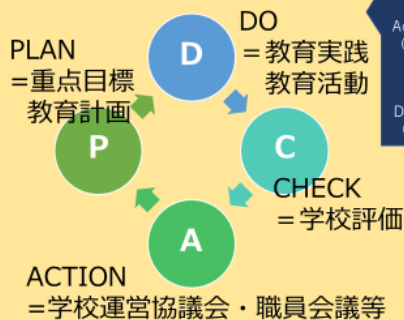 PLAN
=重点目標
教育計画
DO
=教育実践
教育活動
D
P
C
A
CHECK
=学校評価
ACTION
=学校運営協議会・職員会議等